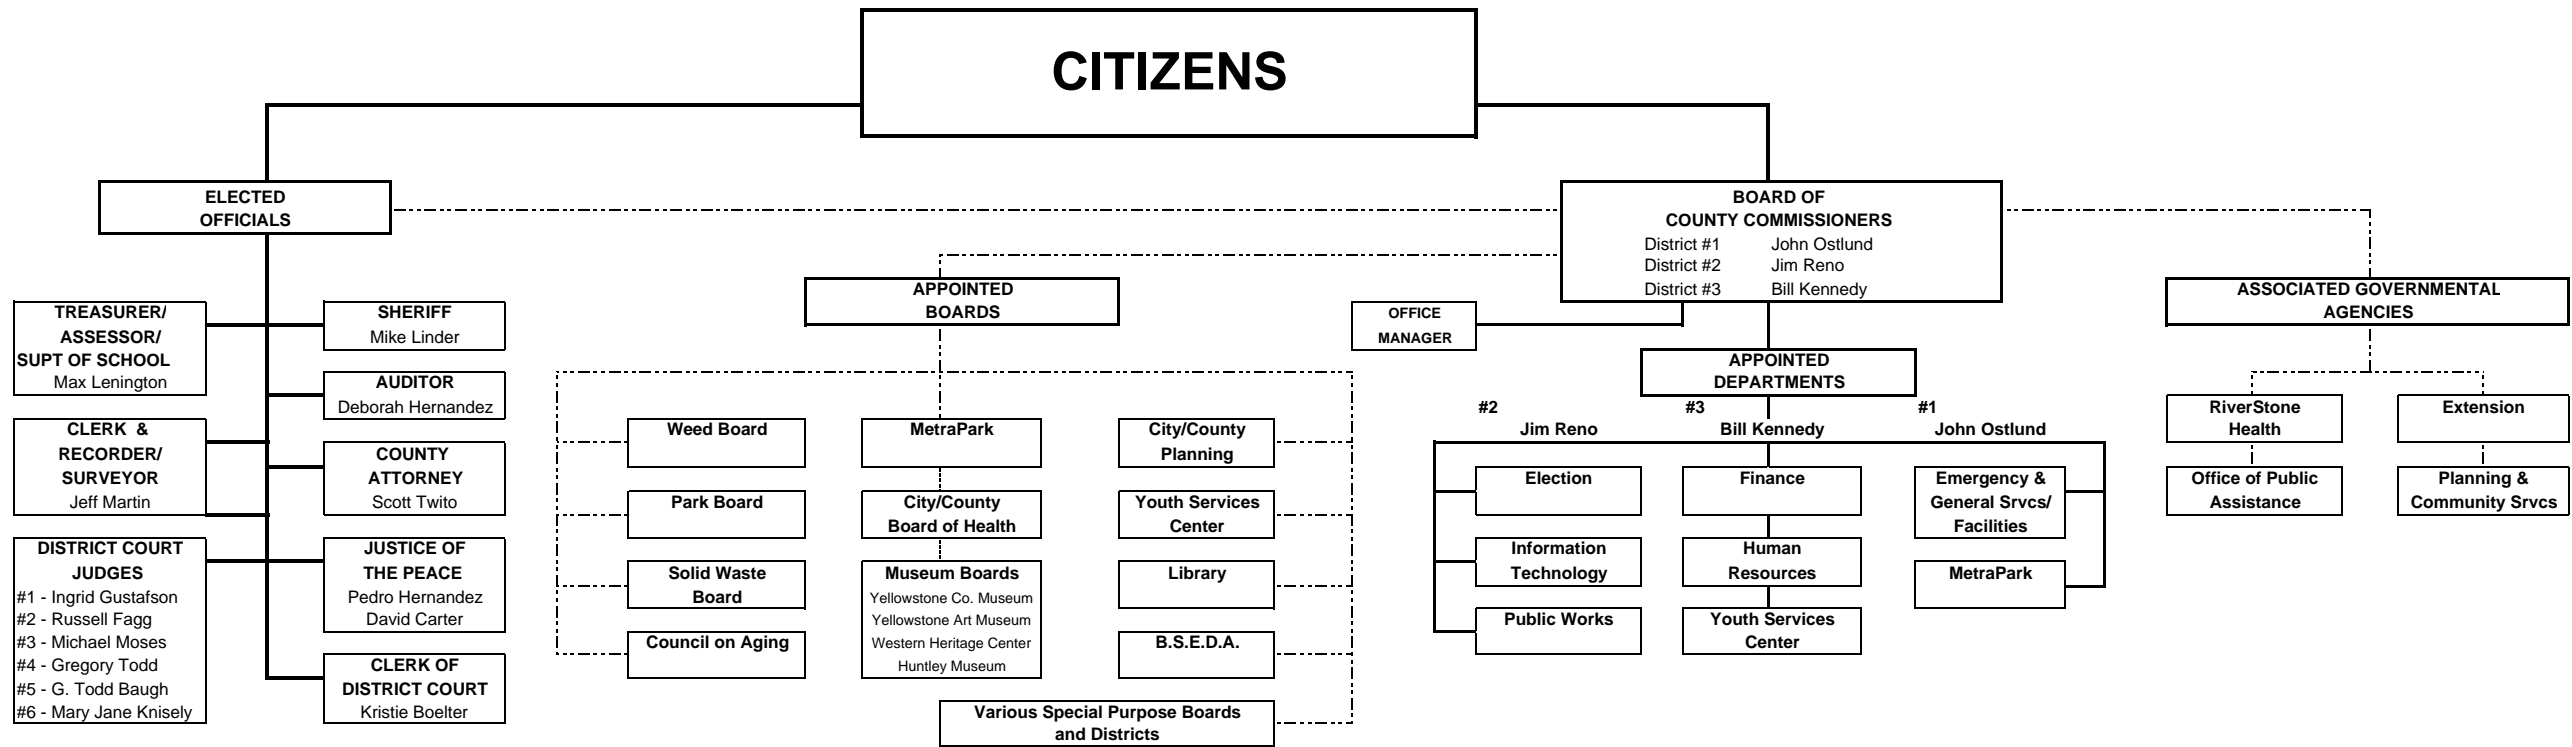 CITIZENS
ELECTED
OFFICIALS
BOARD OF
COUNTY COMMISSIONERS
District #1 John Ostlund
District #2 Jim Reno
District #3 Bill Kennedy
TREASURER/
ASSESSOR/
SUPT OF SCHOOL
Max Lenington
SHERIFF
Mike Linder
AUDITOR
Deborah Hernandez
CLERK &
RECORDER/
SURVEYOR
Jeff Martin
COUNTY
ATTORNEY
Scott Twito
DISTRICT COURT
JUDGES
#1 - Ingrid Gustafson
#2 - Russell Fagg
#3 - Michael Moses
#4 - Gregory Todd
#5 - G. Todd Baugh
#6 - Mary Jane Knisely
JUSTICE OF
THE PEACE
Pedro Hernandez
David Carter
CLERK OF
DISTRICT COURT
Kristie Boelter
APPOINTED
BOARDS
Weed Board
Park Board
Solid Waste
Board
Council on Aging
MetraPark
City/County
Board of Health
Museum Boards
Yellowstone Co. Museum
Yellowstone Art Museum
Western Heritage Center
Huntley Museum
City/County
Planning
Youth Services
Center
Library
B.S.E.D.A.
Various Special Purpose Boards
and Districts
OFFICE
MANAGER
APPOINTED
DEPARTMENTS
#2
Jim Reno
#3
Bill Kennedy
#1
John Ostlund
Election
Information
Technology
Public Works
Finance
Human
Resources
Youth Services
Center
Emergency &
General Srvcs/
Facilities
MetraPark
ASSOCIATED GOVERNMENTAL
AGENCIES
RiverStone
Health
Office of Public
Assistance
Extension
Planning &
Community Srvcs